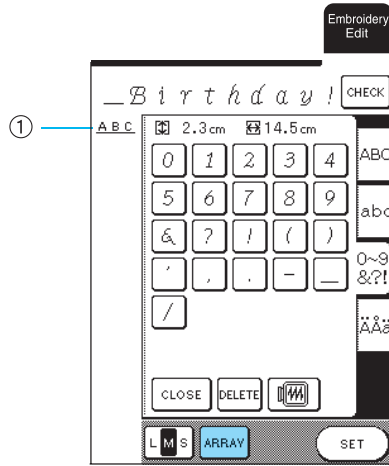 Embroidery
Edit
_Birthday!
CHECK
1
ABC
2.3cm 14.5cm
0 1 2 3 4
ABC
5 6 7 8 9
abc
& ? ! ( )
0~9
&?!
' , . - _
ÄÅä
/
CLOSE DELETE
L M S ARRAY SET